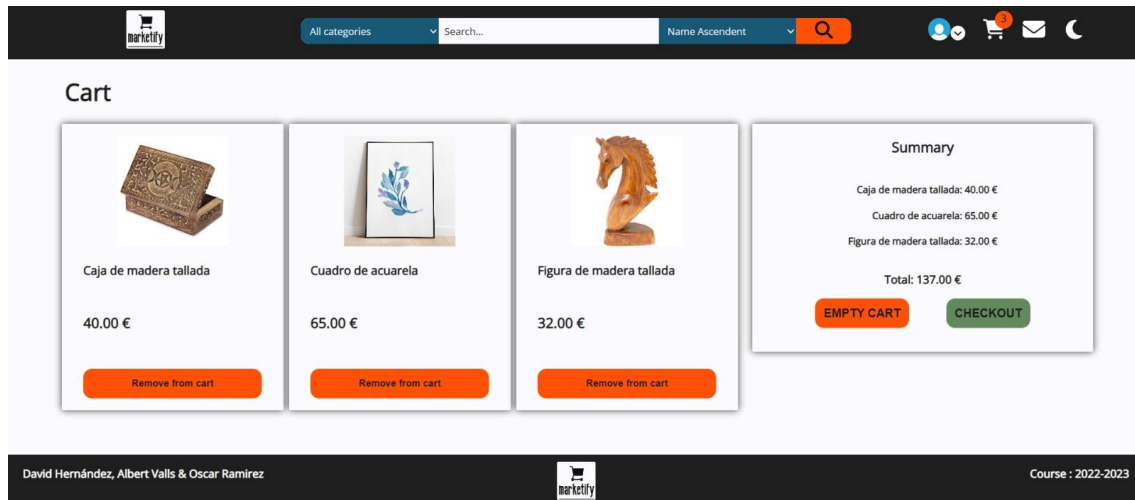 marketify
All categories
Search...
Name Ascendent
3
Cart
Caja de madera tallada
40.00 €
Remove from cart
Cuadro de acuarela
65.00 €
Remove from cart
Figura de madera tallada
32.00 €
Remove from cart
Summary
Caja de madera tallada: 40.00 €
Cuadro de acuarela: 65.00 €
Figura de madera tallada: 32.00 €
Total: 137.00 €
EMPTY CART
CHECKOUT
David Hernández, Albert Valls & Oscar Ramirez
marketify
Course : 2022-2023